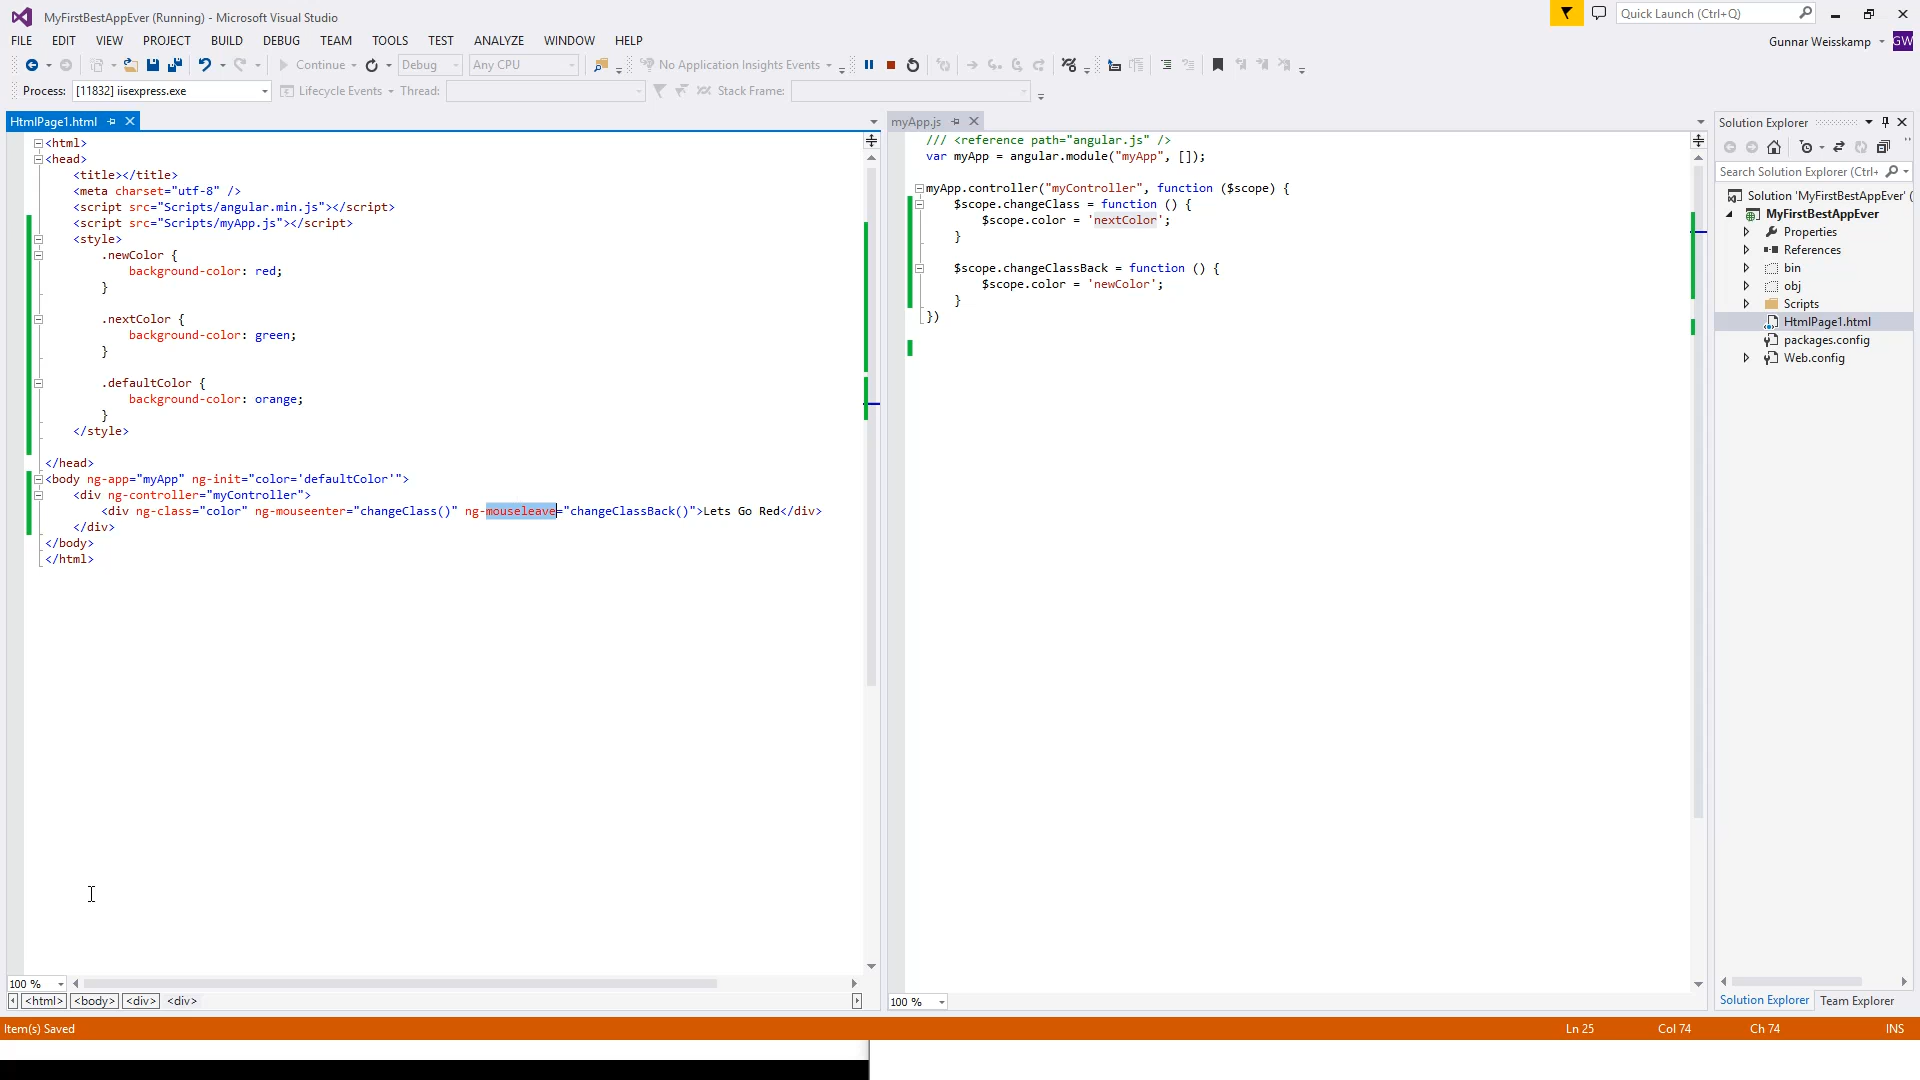 MyFirstBestAppEver (Running) - Microsoft Visual Studio
Quick Launch (Ctrl+Q)
FILE EDIT VIEW PROJECT BUILD DEBUG TEAM TOOLS TEST ANALYZE WINDOW HELP
Gunnar Weisskamp GW
Continue Debug Any CPU No Application Insights Events
Process: [11832] iisexpress.exe Lifecycle Events Thread: Stack Frame:
HtmlPage1.html
<html>
<head>
<title></title>
<meta charset="utf-8" />
<script src="Scripts/angular.min.js"></script>
<script src="Scripts/myApp.js"></script>
<style>
.newColor {
background-color: red;
}
.nextColor {
background-color: green;
}
.defaultColor {
background-color: orange;
}
</style>
</head>
<body ng-app="myApp" ng-init="color='defaultColor'">
<div ng-controller="myController">
<div ng-class="color" ng-mouseenter="changeClass()" ng-mouseleave="changeClassBack()">Lets Go Red</div>
</div>
</body>
</html>
100 %
<html> <body> <div> <div>
myApp.js
/// <reference path="angular.js" />
var myApp = angular.module("myApp", []);
myApp.controller("myController", function ($scope) {
$scope.changeClass = function () {
$scope.color = 'nextColor';
}
$scope.changeClassBack = function () {
$scope.color = 'newColor';
}
})
100 %
Solution Explorer
Search Solution Explorer (Ctrl+
Solution 'MyFirstBestAppEver' (
MyFirstBestAppEver
Properties
References
bin
obj
Scripts
HtmlPage1.html
packages.config
Web.config
Solution Explorer Team Explorer
Item(s) Saved
Ln 25 Col 74 Ch 74 INS